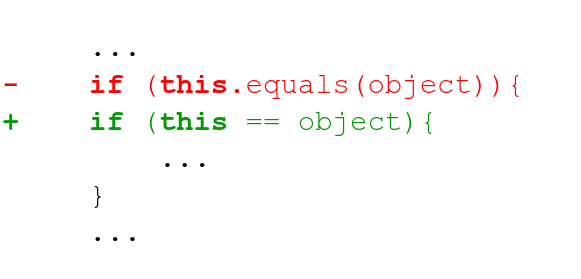 ...
- if (this.equals(object)){
+ if (this == object){
...
}
...